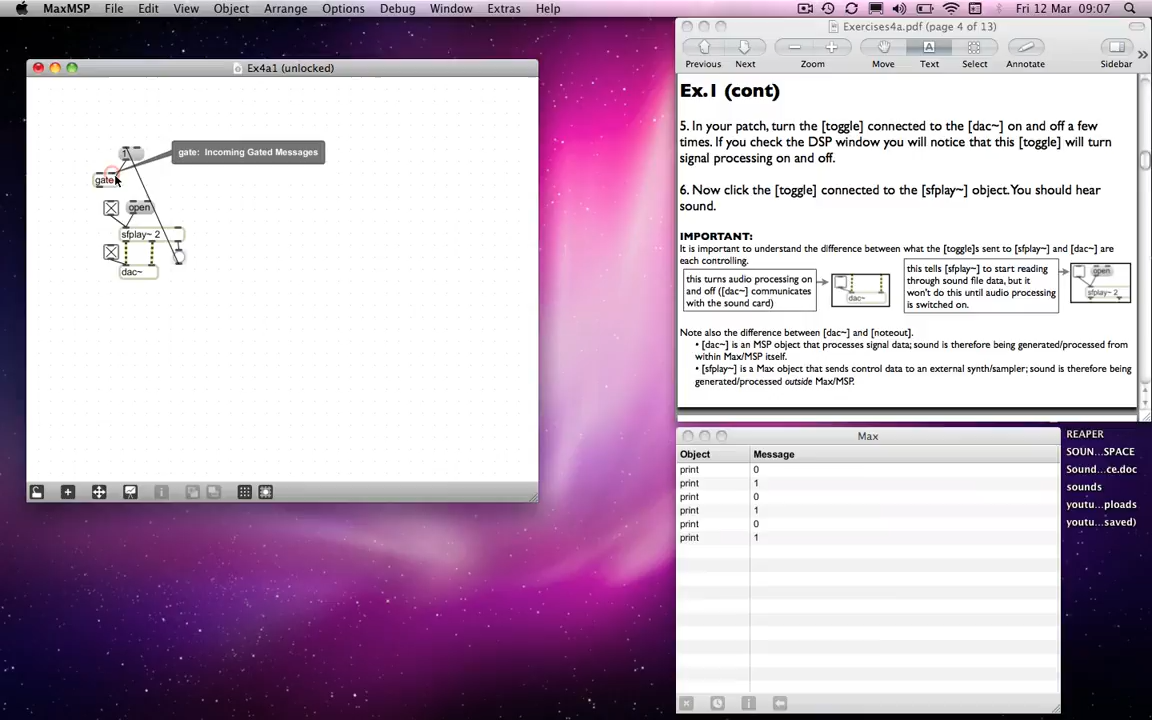 MaxMSP File Edit View Object Arrange Options Debug Window Extras Help Fri 12 Mar 09:07
Ex4a1 (unlocked)
1
gate: Incoming Gated Messages
gate
open
sfplay~ 2
dac~
Exercises4a.pdf (page 4 of 13)
Previous Next Zoom Move Text Select Annotate Sidebar
Ex.1 (cont)
5. In your patch, turn the [toggle] connected to the [dac~] on and off a few
times. If you check the DSP window you will notice that this [toggle] will turn
signal processing on and off.
6. Now click the [toggle] connected to the [sfplay~] object. You should hear
sound.
IMPORTANT:
It is important to understand the difference between what the [toggle]s sent to [sfplay~] and [dac~] are
each controlling.
this turns audio processing on
and off ([dac~] communicates
with the sound card)
dac~
this tells [sfplay~] to start reading
through sound file data, but it
won't do this until audio processing
is switched on.
open
sfplay~ 2
Note also the difference between [dac~] and [noteout].
• [dac~] is an MSP object that processes signal data; sound is therefore being generated/processed from
within Max/MSP itself.
• [sfplay~] is a Max object that sends control data to an external synth/sampler; sound is therefore being
generated/processed outside Max/MSP.
Max
Object Message
print 0
print 1
print 0
print 1
print 0
print 1
REAPER
SOUN...SPACE
Sound...ce.doc
sounds
youtu...ploads
youtu...saved)